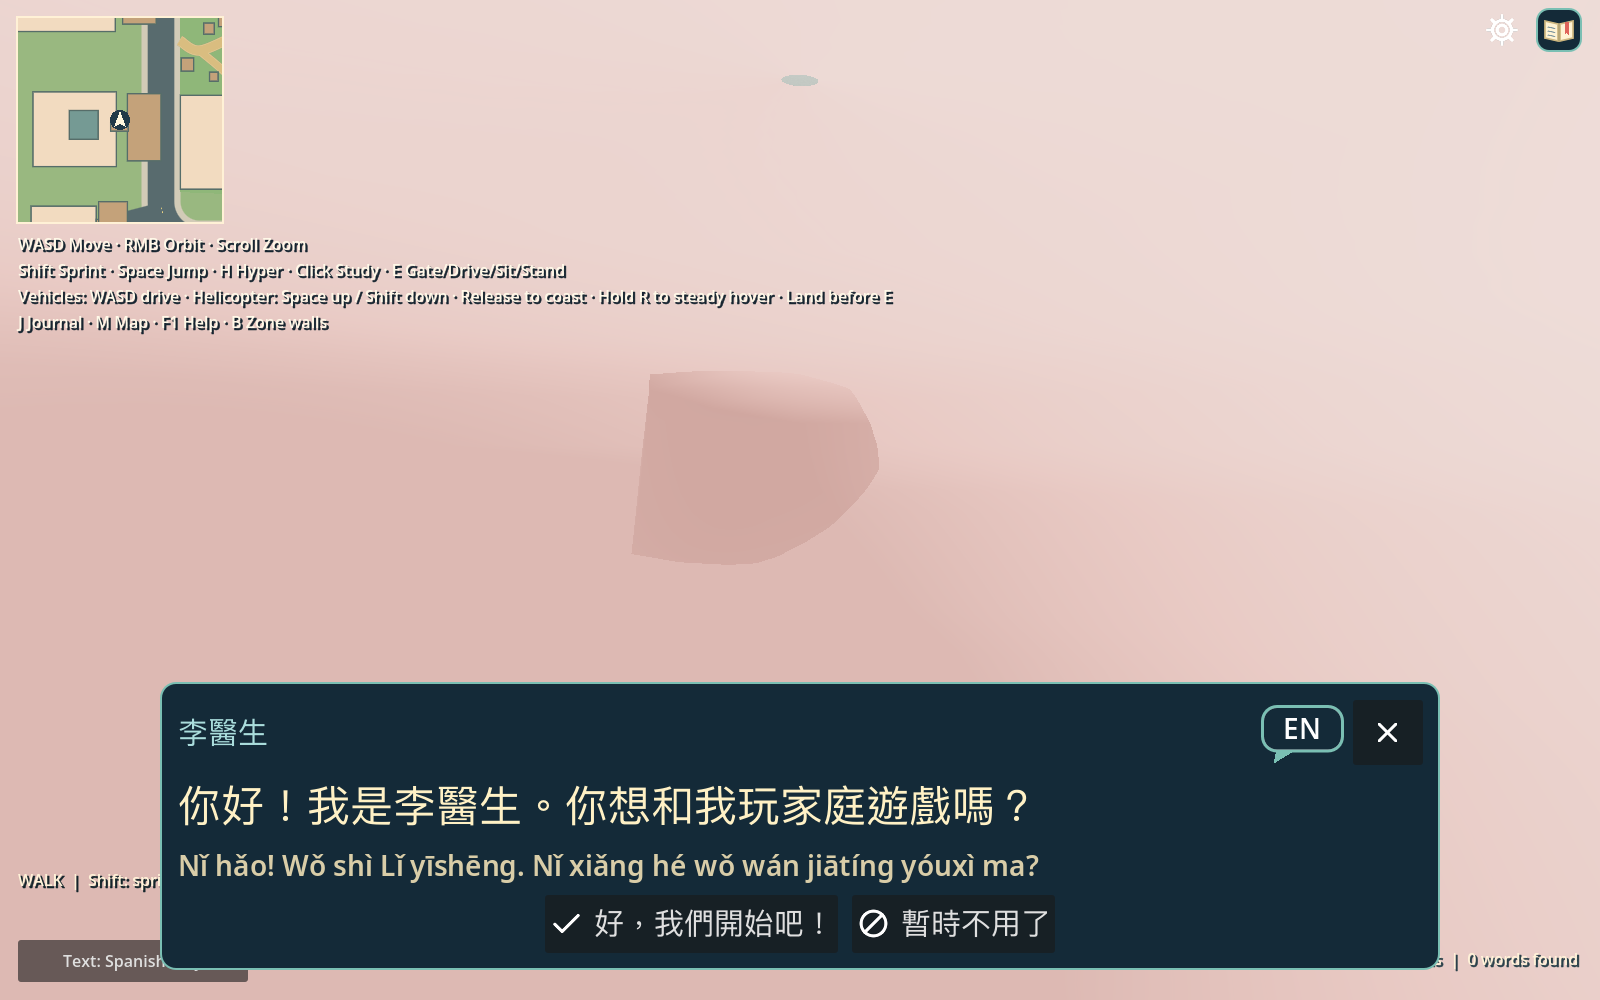 WASD Move · RMB Orbit · Scroll Zoom
Shift Sprint · Space Jump · H Hyper · Click Study · E Gate/Drive/Sit/Stand
Vehicles: WASD drive · Helicopter: Space up / Shift down · Release to coast · Hold R to steady hover · Land before E
J Journal · M Map · F1 Help · B Zone walls
李醫生
EN
你好！我是李醫生。你想和我玩家庭遊戲嗎？
Nǐ hǎo! Wǒ shì Lǐ yīshēng. Nǐ xiǎng hé wǒ wán jiātíng yóuxì ma?
WALK | Shift:
好，我們開始吧！
暫時不用了
Text: Spanish
| 0 words found